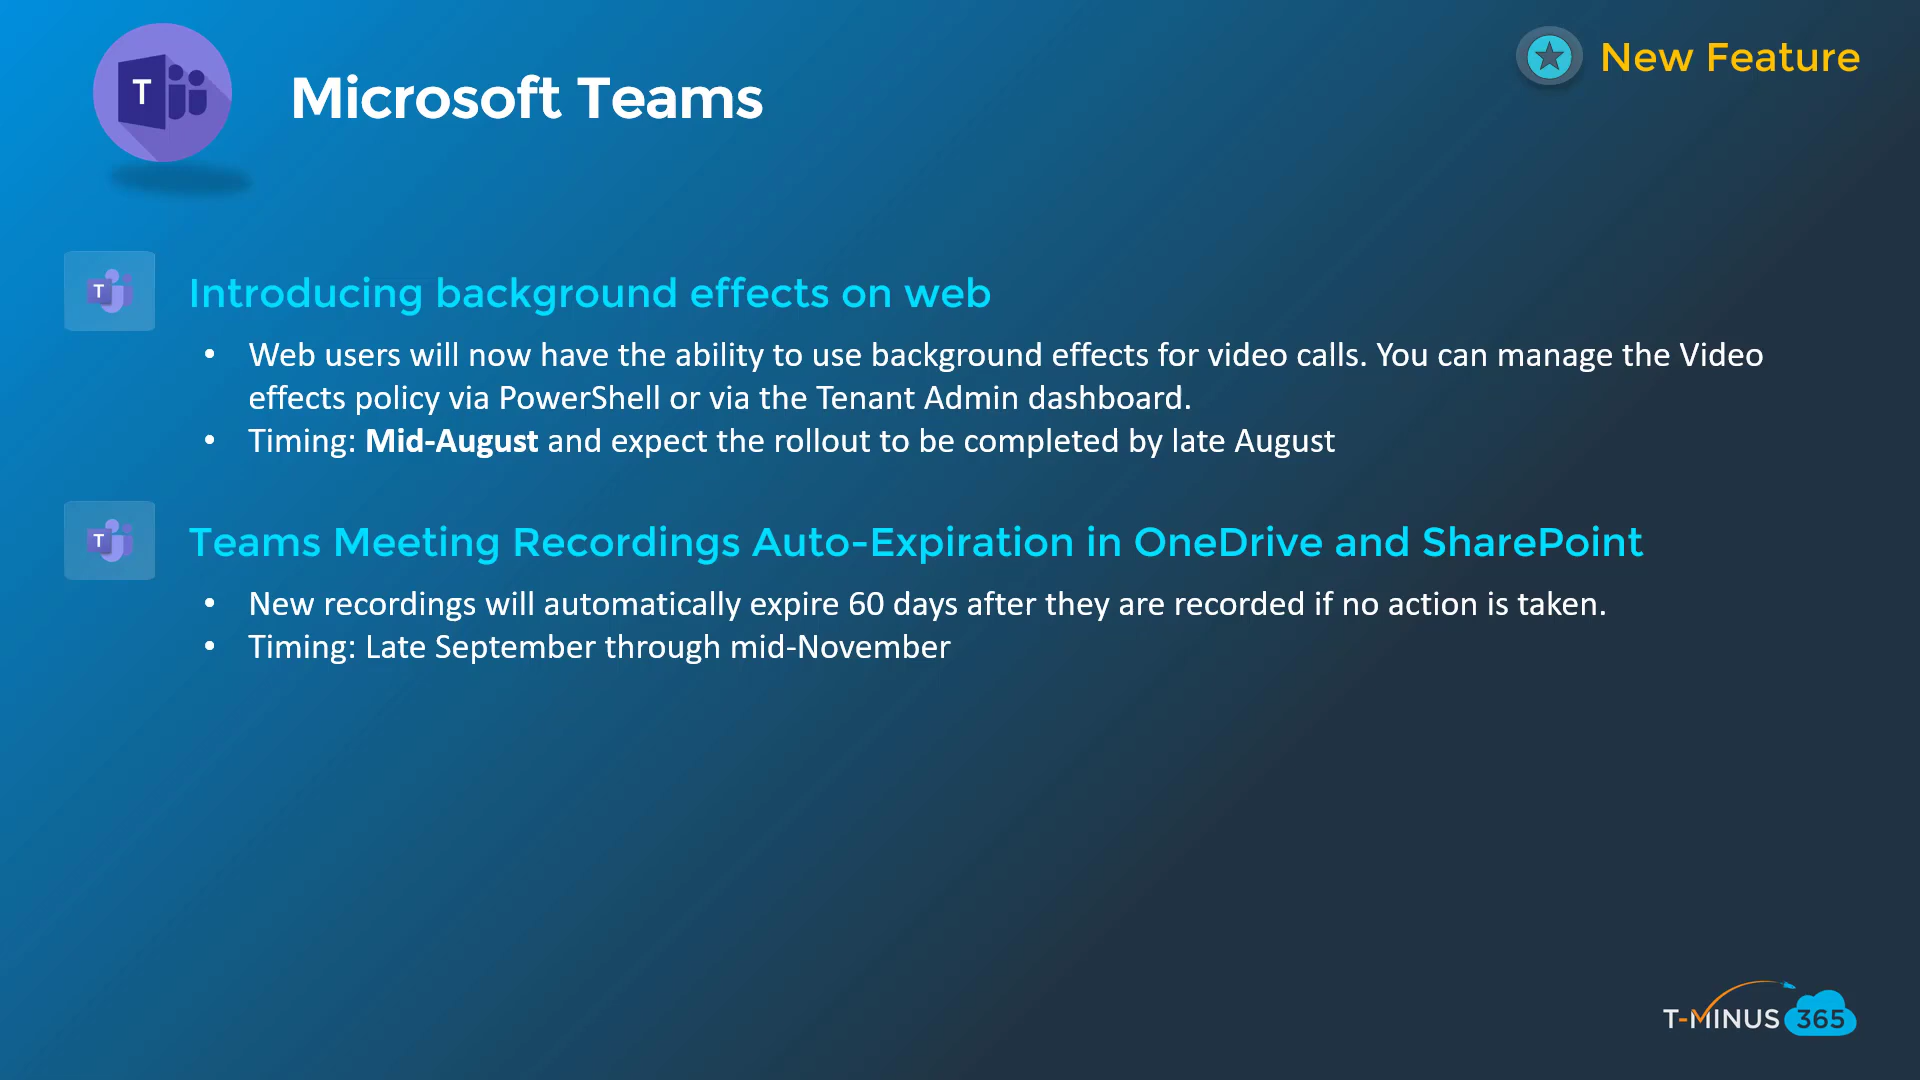 T
Microsoft Teams
New Feature
T
Introducing background effects on web
• Web users will now have the ability to use background effects for video calls. You can manage the Video
effects policy via PowerShell or via the Tenant Admin dashboard.
• Timing: Mid-August and expect the rollout to be completed by late August
T
Teams Meeting Recordings Auto-Expiration in OneDrive and SharePoint
• New recordings will automatically expire 60 days after they are recorded if no action is taken.
• Timing: Late September through mid-November
T-MINUS 365